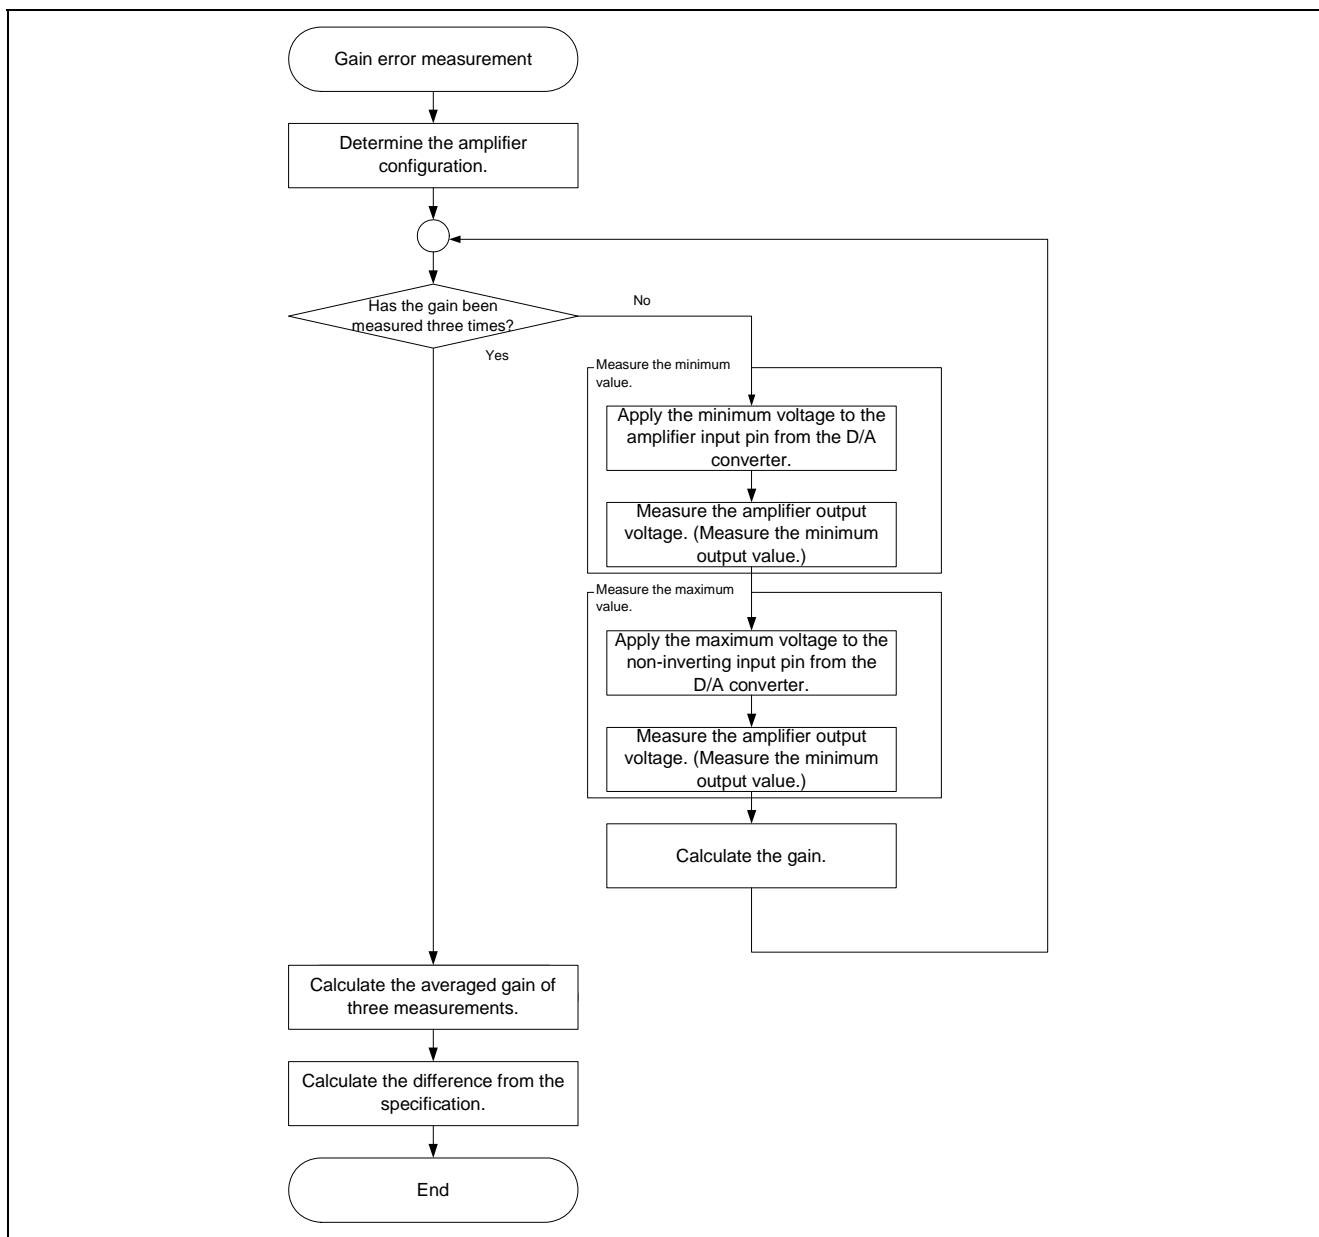 Gain error measurement
Determine the amplifier
configuration.
Has the gain been
measured three times?
No
Yes
Measure the minimum
value.
Apply the minimum voltage to the
amplifier input pin from the D/A
converter.
Measure the amplifier output
voltage. (Measure the minimum
output value.)
Measure the maximum
value.
Apply the maximum voltage to the
non-inverting input pin from the
D/A converter.
Measure the amplifier output
voltage. (Measure the minimum
output value.)
Calculate the gain.
Calculate the averaged gain of
three measurements.
Calculate the difference from the
specification.
End